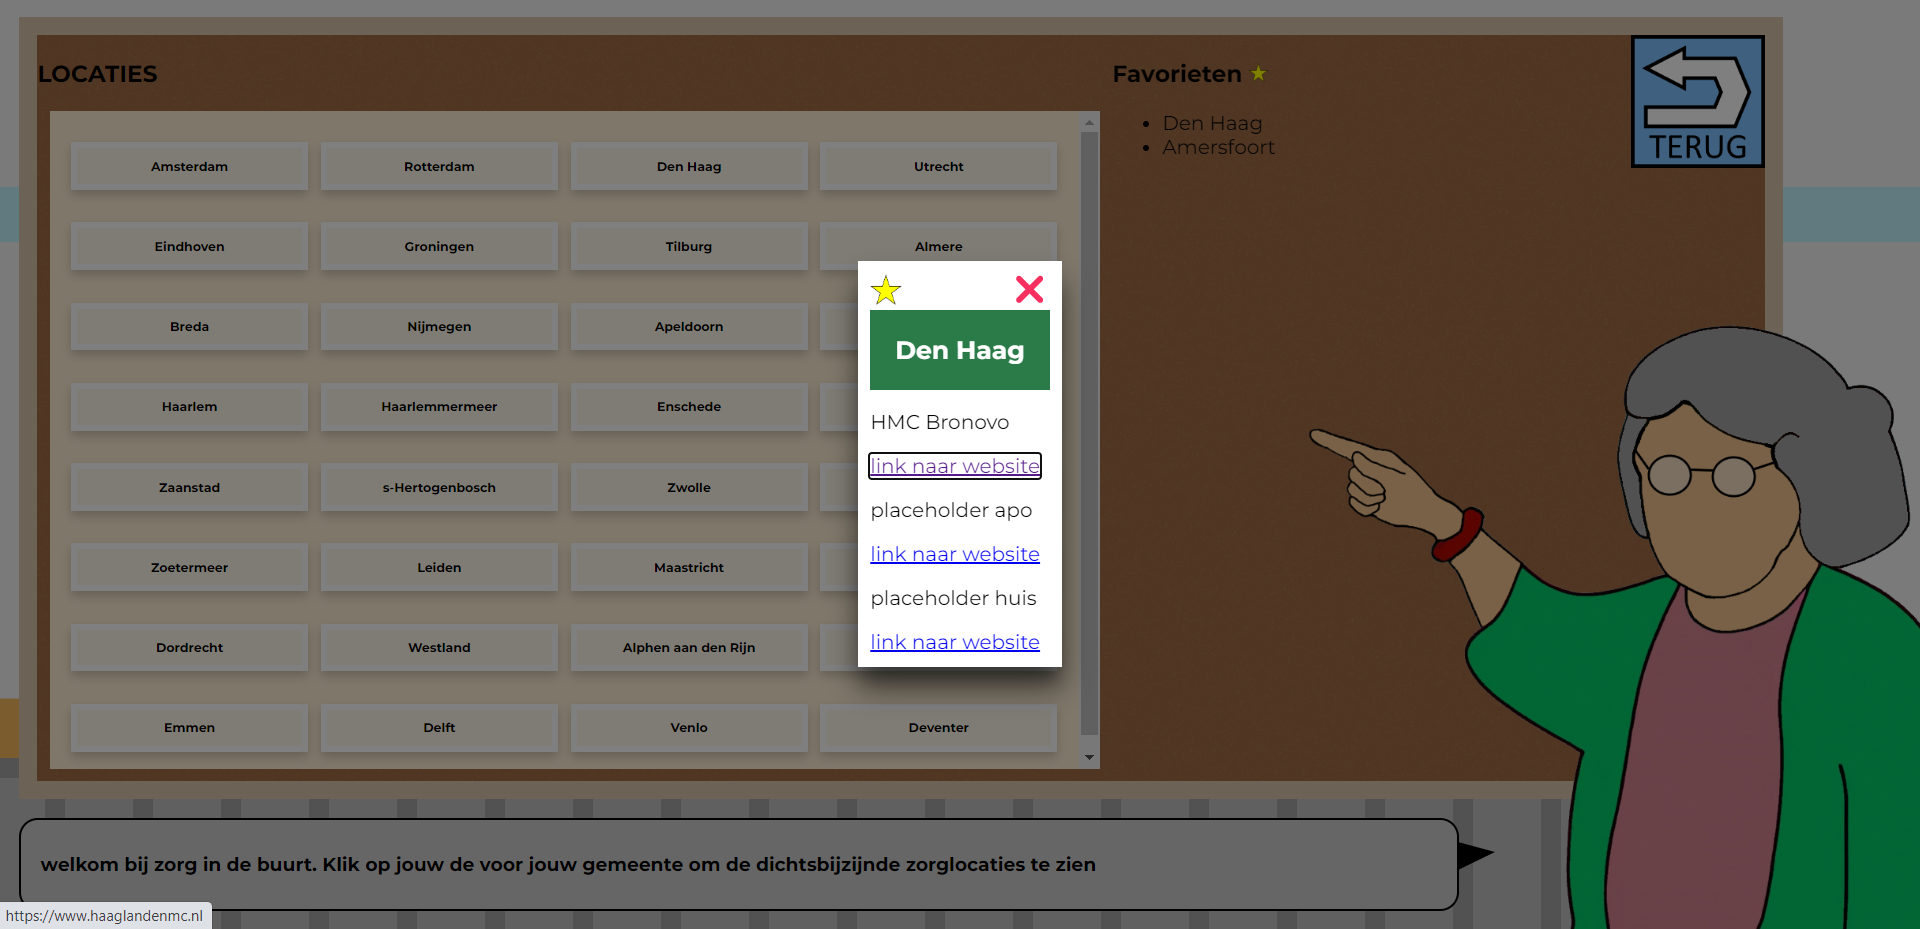 LOCATIES
Favorieten
TERUG
Den Haag
Amersfoort
Amsterdam
Rotterdam
Den Haag
Utrecht
Eindhoven
Groningen
Tilburg
Almere
Breda
Nijmegen
Apeldoorn
Haarlem
Haarlemmermeer
Enschede
Zaanstad
s-Hertogenbosch
Zwolle
Zoetermeer
Leiden
Maastricht
Dordrecht
Westland
Alphen aan den Rijn
Emmen
Delft
Venlo
Deventer
Den Haag
HMC Bronovo
link naar website
placeholder apo
link naar website
placeholder huis
link naar website
welkom bij zorg in de buurt. Klik op jouw de voor jouw gemeente om de dichtsbijzijnde zorglocaties te zien
https://www.haaglandenmc.nl